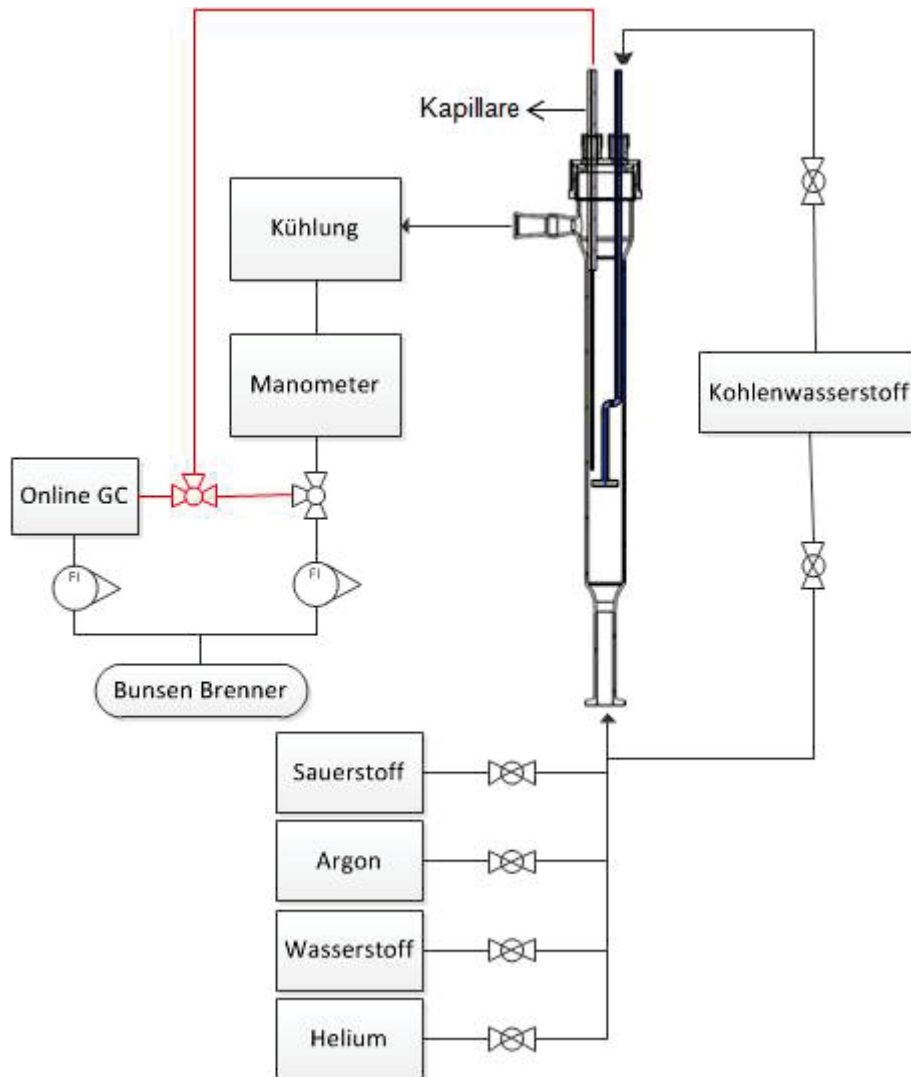 Kapillare
Kühlung
Manometer
Kohlenwasserstoff
Online GC
FI
FI
Bunsen Brenner
Sauerstoff
Argon
Wasserstoff
Helium